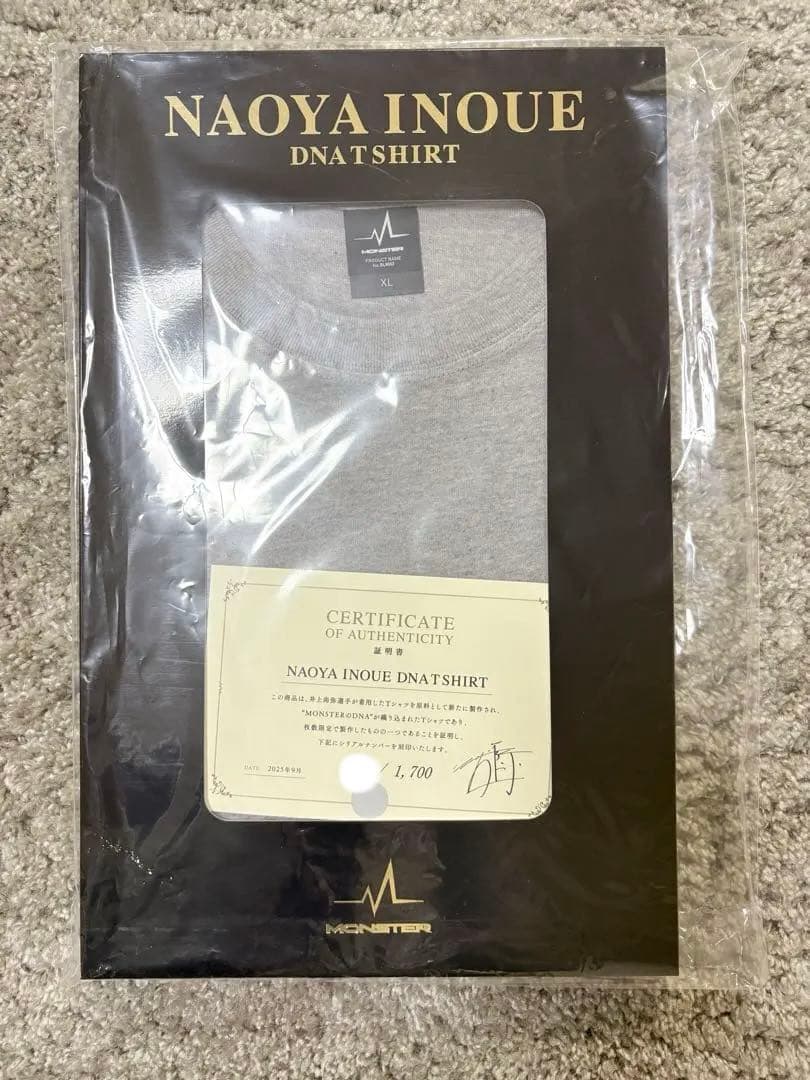 NAOYA INOUE
DNA T SHIRT
MONSTER
PRODUCT NAME
XL
CERTIFICATE
OF AUTHENTICITY
証明書
NAOYA INOUE DNA T SHIRT
この商品は、井上尚弥選手が着用したTシャツを原料として新たに製作され、
“MONSTERのDNA”が織り込まれたTシャツであり、
枚数限定で製作したものの一つであることを証明し、
下記にシリアルナンバーを刻印いたします。
DATE 2025年9月
/ 1,700
MONSTER